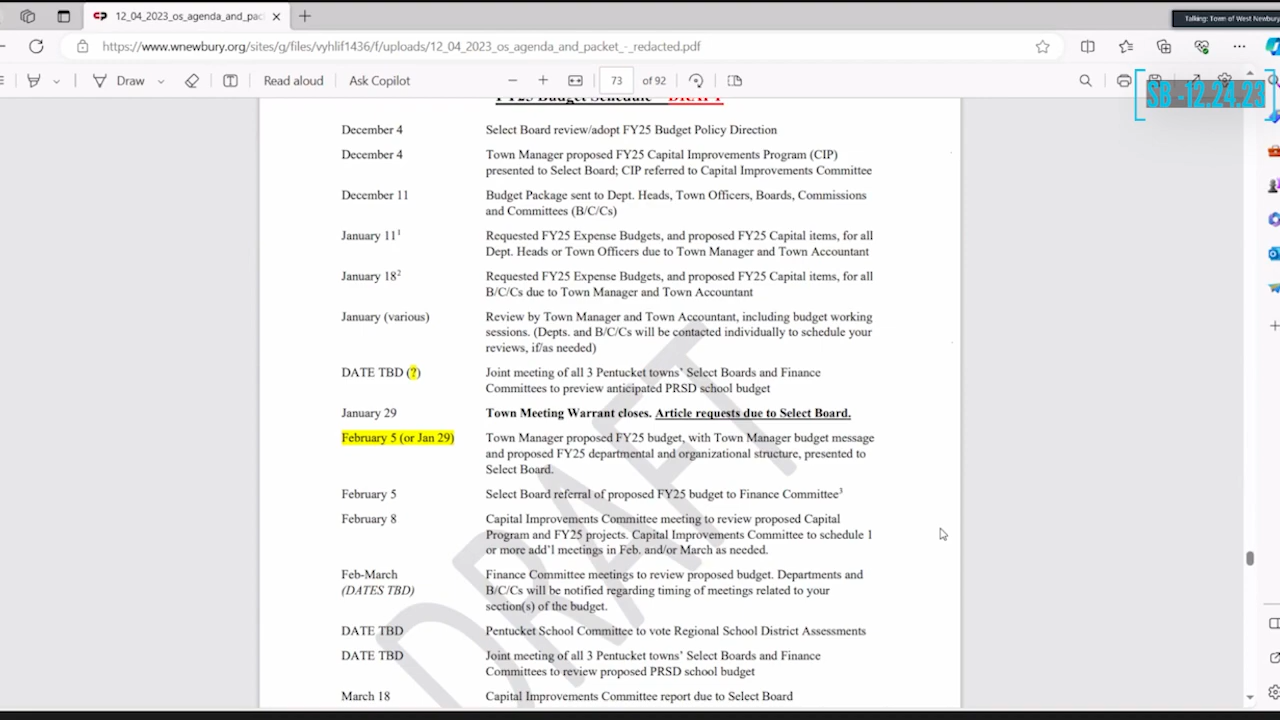 12_04_2023_os_agenda_and_pac
Talking: Town of West Newbury
https://www.wnewbury.org/sites/g/files/vyhlif1436/f/uploads/12_04_2023_os_agenda_and_packet_-_redacted.pdf
Draw
Read aloud
Ask Copilot
73 of 92
SB -12.24.23
FY25 Budget Schedule – DRAFT
December 4 Select Board review/adopt FY25 Budget Policy Direction
December 4 Town Manager proposed FY25 Capital Improvements Program (CIP)
presented to Select Board; CIP referred to Capital Improvements Committee
December 11 Budget Package sent to Dept. Heads, Town Officers, Boards, Commissions
and Committees (B/C/Cs)
January 11¹ Requested FY25 Expense Budgets, and proposed FY25 Capital items, for all
Dept. Heads or Town Officers due to Town Manager and Town Accountant
January 18² Requested FY25 Expense Budgets, and proposed FY25 Capital items, for all
B/C/Cs due to Town Manager and Town Accountant
January (various) Review by Town Manager and Town Accountant, including budget working
sessions. (Depts. and B/C/Cs will be contacted individually to schedule your
reviews, if/as needed)
DATE TBD (?) Joint meeting of all 3 Pentucket towns’ Select Boards and Finance
Committees to preview anticipated PRSD school budget
January 29 Town Meeting Warrant closes. Article requests due to Select Board.
February 5 (or Jan 29) Town Manager proposed FY25 budget, with Town Manager budget message
and proposed FY25 departmental and organizational structure, presented to
Select Board.
February 5 Select Board referral of proposed FY25 budget to Finance Committee³
February 8 Capital Improvements Committee meeting to review proposed Capital
Program and FY25 projects. Capital Improvements Committee to schedule 1
or more add’l meetings in Feb. and/or March as needed.
Feb-March Finance Committee meetings to review proposed budget. Departments and
(DATES TBD) B/C/Cs will be notified regarding timing of meetings related to your
section(s) of the budget.
DATE TBD Pentucket School Committee to vote Regional School District Assessments
DATE TBD Joint meeting of all 3 Pentucket towns’ Select Boards and Finance
Committees to review proposed PRSD school budget
March 18 Capital Improvements Committee report due to Select Board
DRAFT